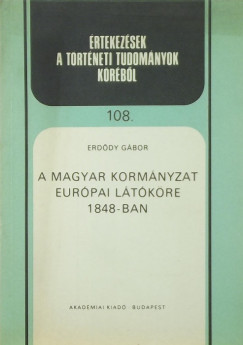 ÉRTEKEZÉSEK
A TÖRTÉNETI TUDOMÁNYOK
KÖRÉBŐL
108.
ERDŐDY GÁBOR
A MAGYAR KORMÁNYZAT
EURÓPAI LÁTÓKÖRE
1848-BAN
AKADÉMIAI KIADÓ · BUDAPEST